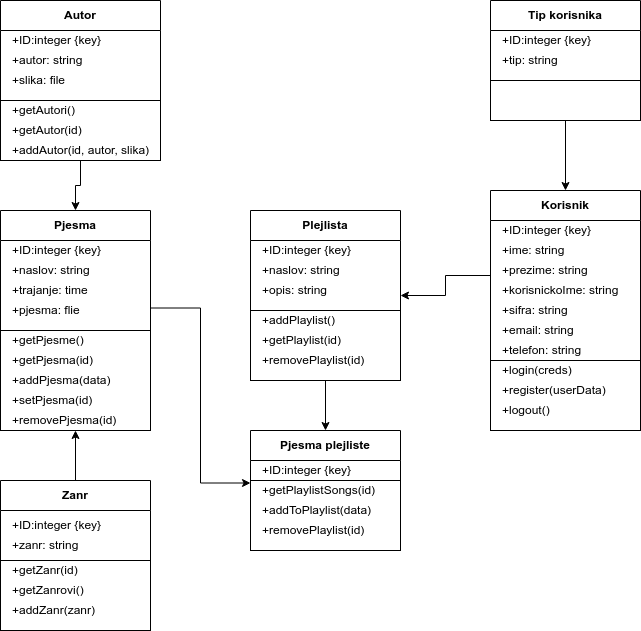 Autor
+ID:integer {key}
+autor: string
+slika: file
+getAutori()
+getAutor(id)
+addAutor(id, autor, slika)
Tip korisnika
+ID:integer {key}
+tip: string
Pjesma
+ID:integer {key}
+naslov: string
+trajanje: time
+pjesma: flie
+getPjesme()
+getPjesma(id)
+addPjesma(data)
+setPjesma(id)
+removePjesma(id)
Plejlista
+ID:integer {key}
+naslov: string
+opis: string
+addPlaylist()
+getPlaylist(id)
+removePlaylist(id)
Korisnik
+ID:integer {key}
+ime: string
+prezime: string
+korisnickoIme: string
+sifra: string
+email: string
+telefon: string
+login(creds)
+register(userData)
+logout()
Pjesma plejliste
+ID:integer {key}
+getPlaylistSongs(id)
+addToPlaylist(data)
+removePlaylist(id)
Zanr
+ID:integer {key}
+zanr: string
+getZanr(id)
+getZanrovi()
+addZanr(zanr)